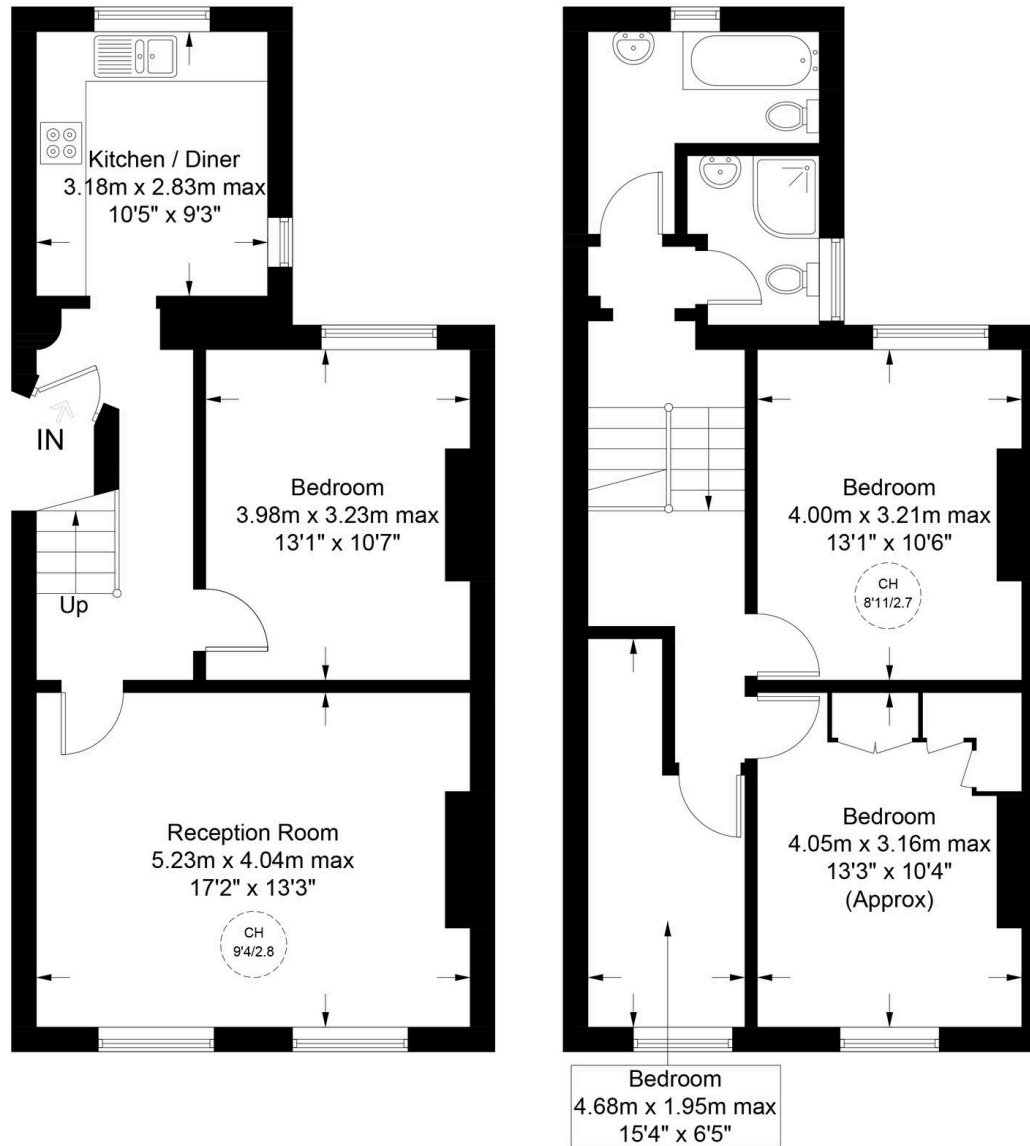 Kitchen / Diner
3.18m x 2.83m max
10'5" x 9'3"
IN
Up
Bedroom
3.98m x 3.23m max
13'1" x 10'7"
Reception Room
5.23m x 4.04m max
17'2" x 13'3"
CH
9'4/2.8
Bedroom
4.00m x 3.21m max
13'1" x 10'6"
CH
8'11/2.7
Bedroom
4.05m x 3.16m max
13'3" x 10'4"
(Approx)
Bedroom
4.68m x 1.95m max
15'4" x 6'5"